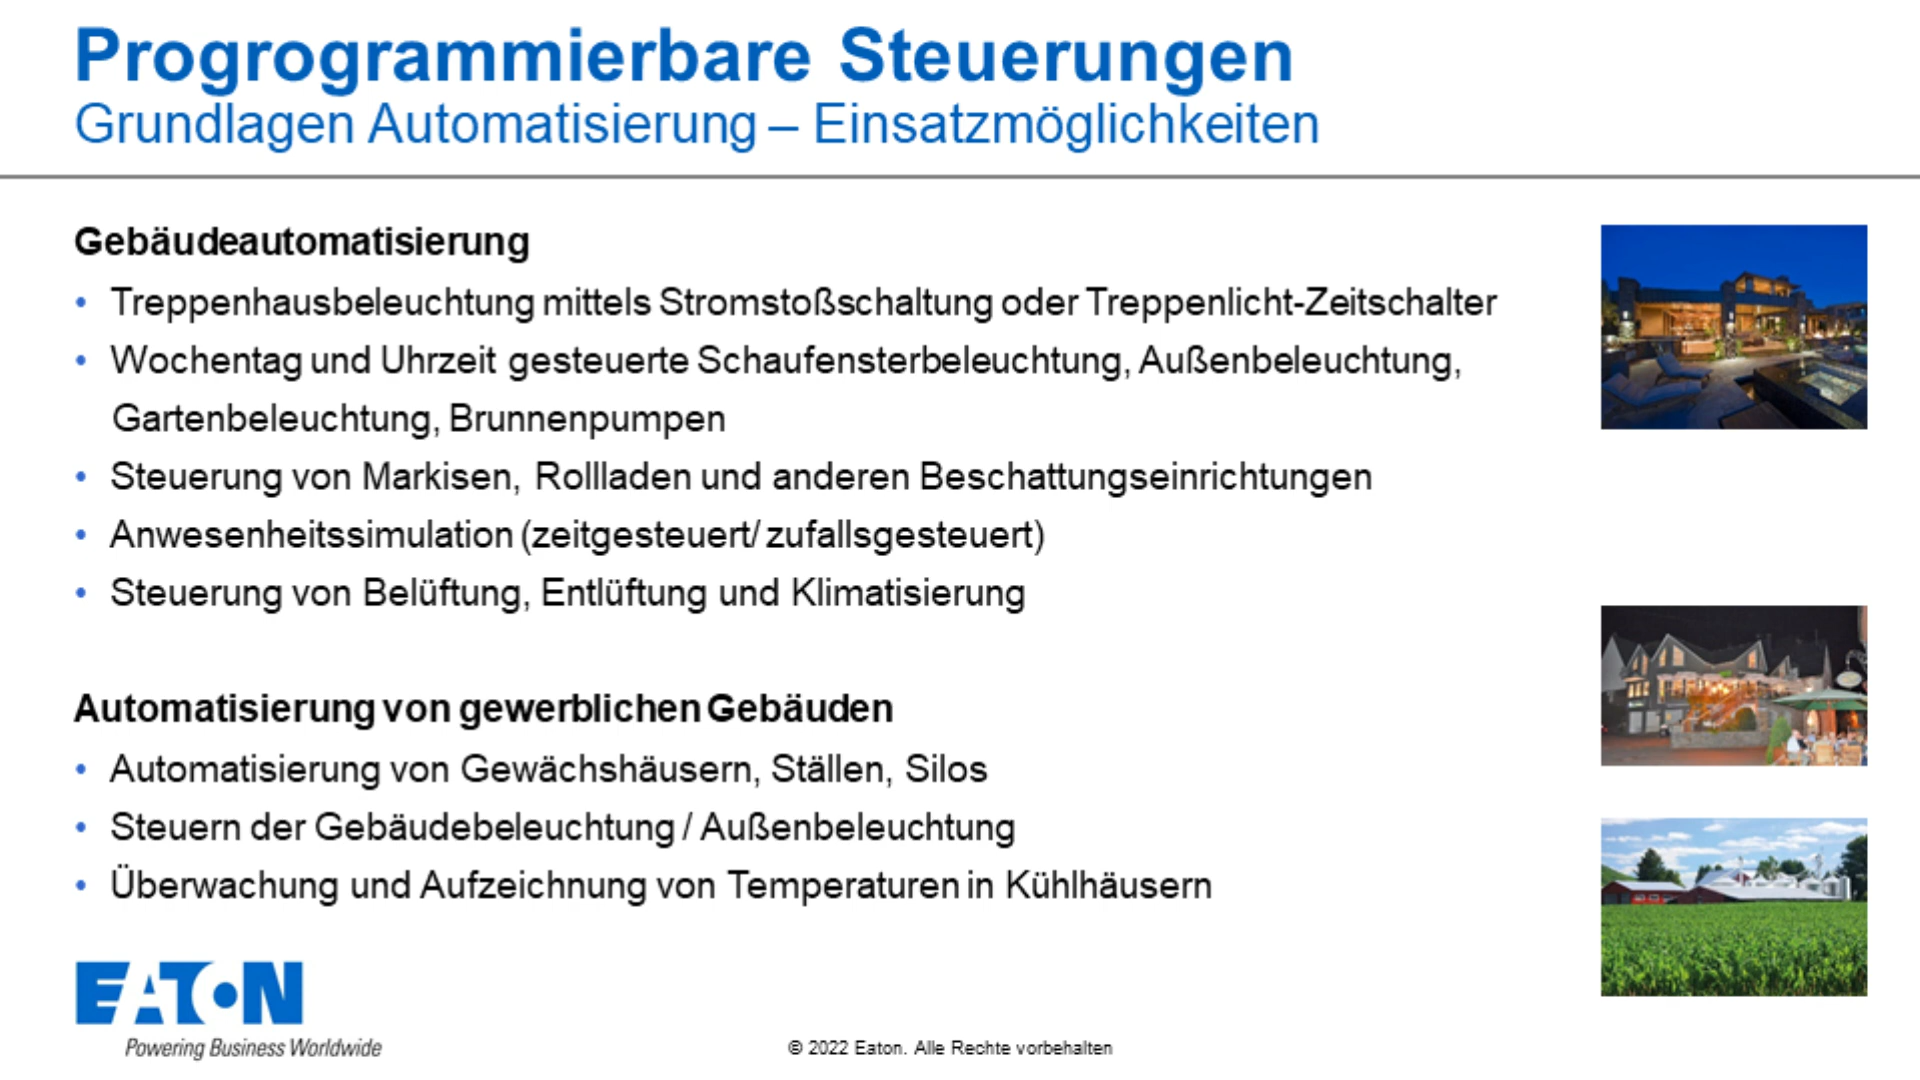 Progrogrammierbare Steuerungen
Grundlagen Automatisierung – Einsatzmöglichkeiten
Gebäudeautomatisierung
• Treppenhausbeleuchtung mittels Stromstoßschaltung oder Treppenlicht-Zeitschalter
• Wochentag und Uhrzeit gesteuerte Schaufensterbeleuchtung, Außenbeleuchtung,
Gartenbeleuchtung, Brunnenpumpen
• Steuerung von Markisen, Rollladen und anderen Beschattungseinrichtungen
• Anwesenheitssimulation (zeitgesteuert/ zufallsgesteuert)
• Steuerung von Belüftung, Entlüftung und Klimatisierung
Automatisierung von gewerblichen Gebäuden
• Automatisierung von Gewächshäusern, Ställen, Silos
• Steuern der Gebäudebeleuchtung / Außenbeleuchtung
• Überwachung und Aufzeichnung von Temperaturen in Kühlhäusern
EATON
Powering Business Worldwide
© 2022 Eaton. Alle Rechte vorbehalten